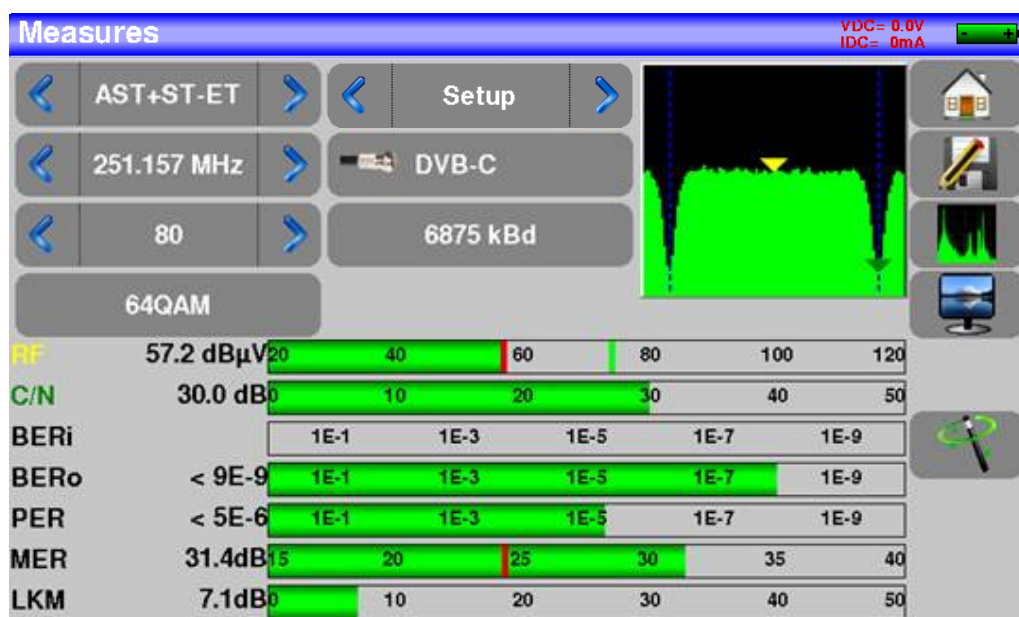 Measures VDC= 0.0V
IDC= 0mA
- +
AST+ST-ET Setup
251.157 MHz DVB-C
80 6875 kBd
64QAM
RF 57.2 dBµV 20 40 60 80 100 120
C/N 30.0 dB 0 10 20 30 40 50
BERi 1E-1 1E-3 1E-5 1E-7 1E-9
BERo < 9E-9 1E-1 1E-3 1E-5 1E-7 1E-9
PER < 5E-6 1E-1 1E-3 1E-5 1E-7 1E-9
MER 31.4dB 15 20 25 30 35 40
LKM 7.1dB 0 10 20 30 40 50